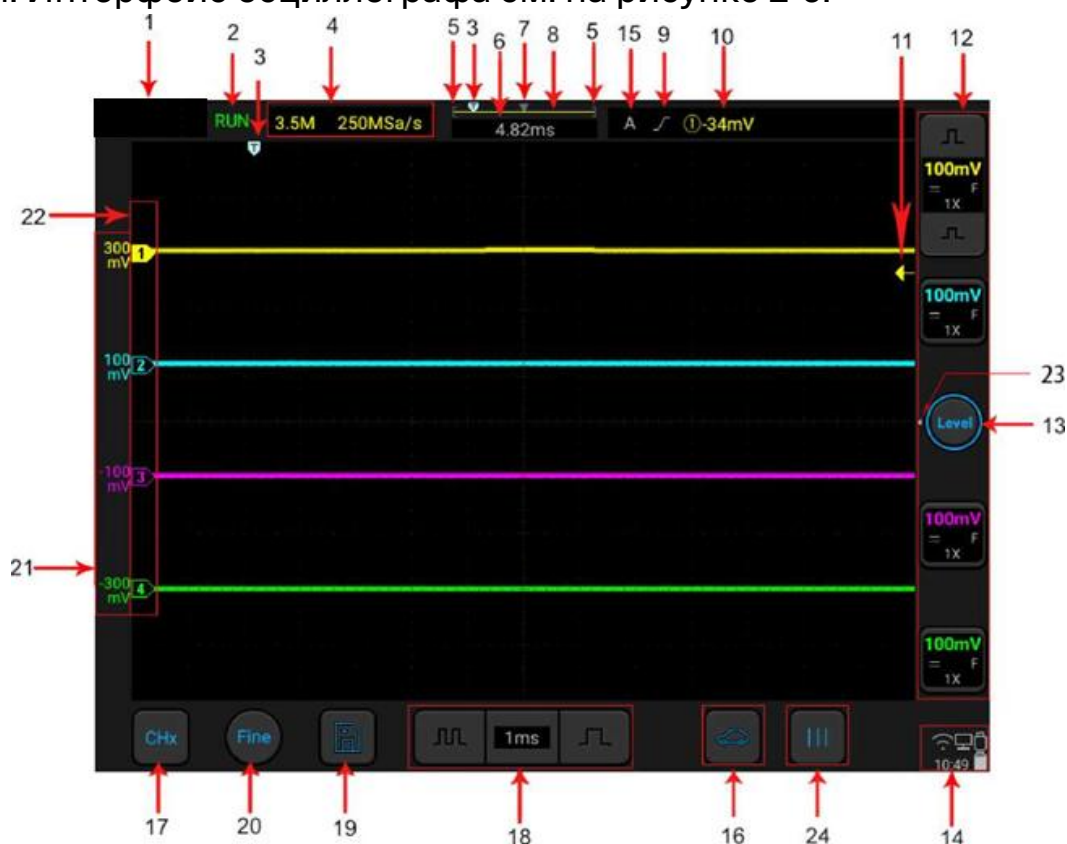 . Интерфейс осциллографа см. на рисунке 2-6.
1 2 3 4 5 3 6 7 8 5 15 9 10 11 12
RUN 3.5M 250MSa/s T T 4.82ms A ①-34mV
22
100mV
F
1X
300 mV 1
100mV
F
1X
100 mV 2
23
Level 13
-100 mV 3
100mV
F
1X
21
-300 mV 4
100mV
F
1X
CHx Fine 1ms
10:49
17 20 19 18 16 24 14